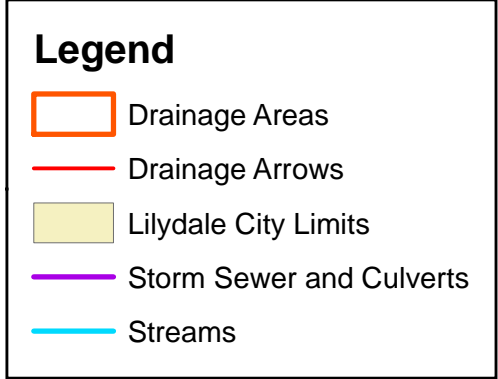 Legend
Drainage Areas
Drainage Arrows
Lilydale City Limits
Storm Sewer and Culverts
Streams